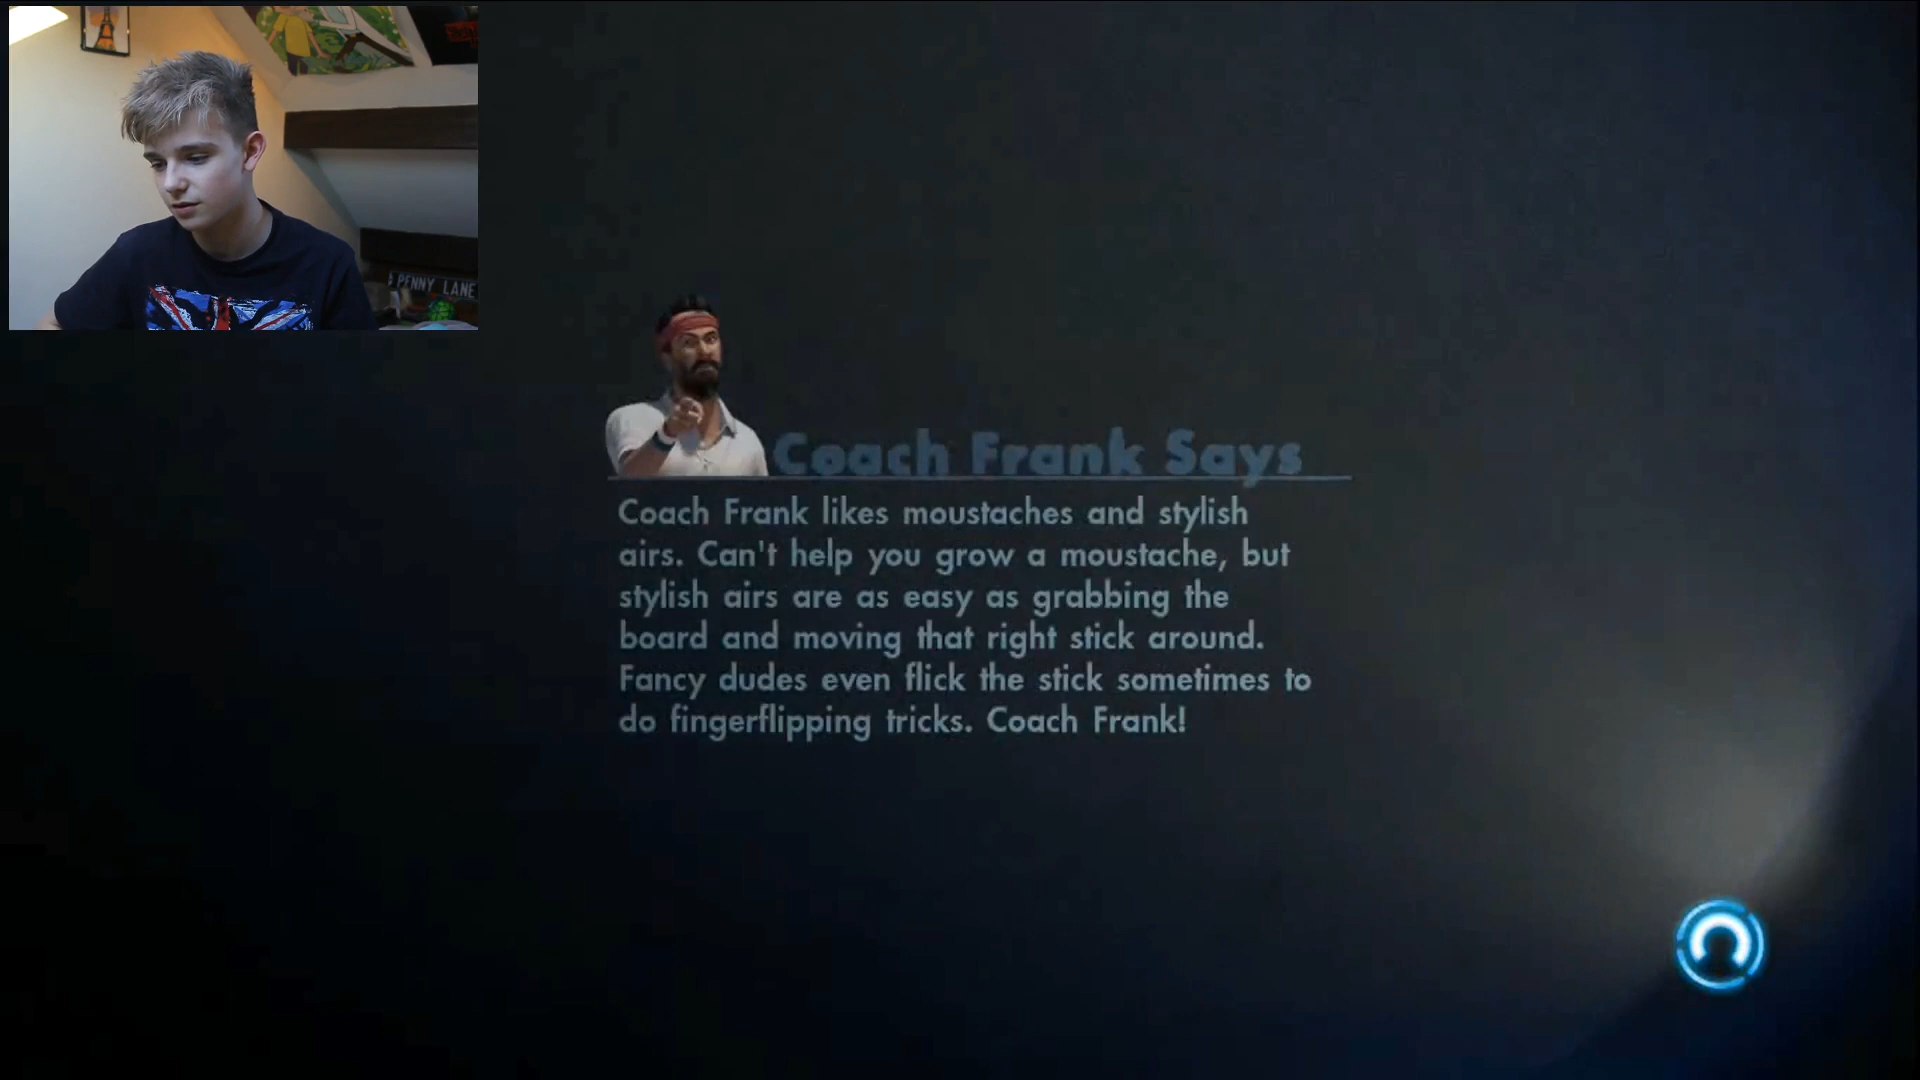 PENNY LANE
Coach Frank Says
Coach Frank likes moustaches and stylish
airs. Can't help you grow a moustache, but
stylish airs are as easy as grabbing the
board and moving that right stick around.
Fancy dudes even flick the stick sometimes to
do fingerflipping tricks. Coach Frank!